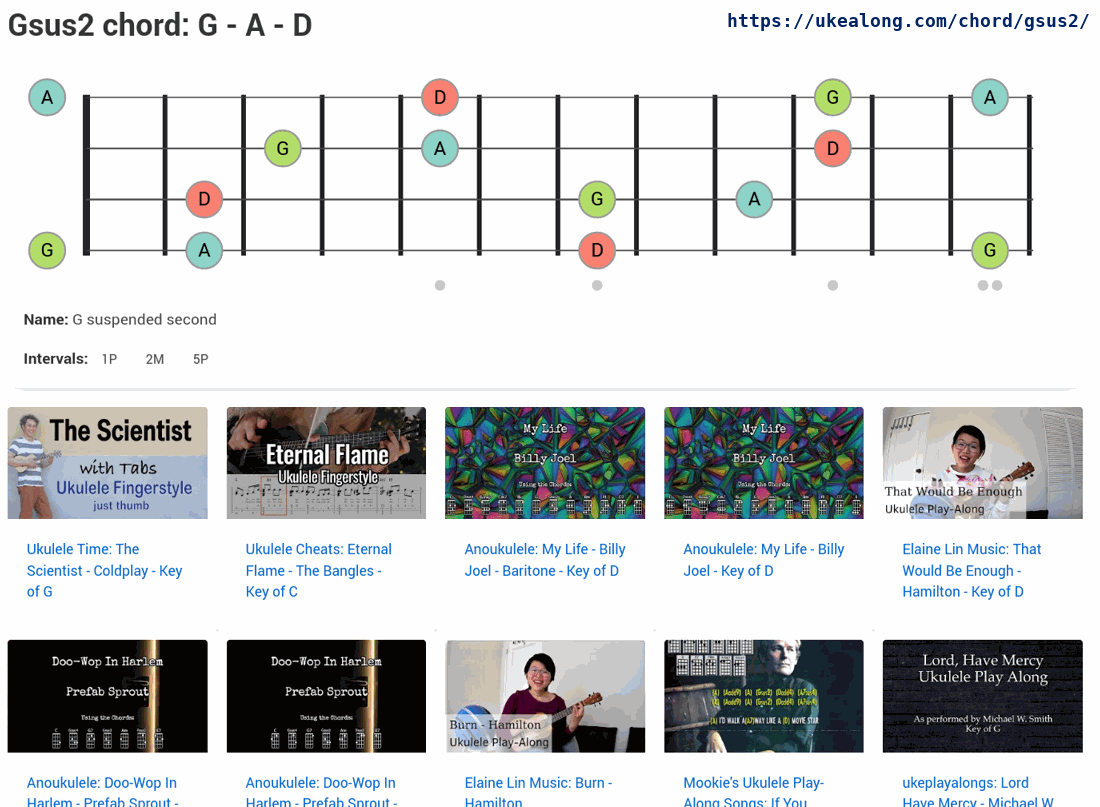 Gsus2 chord: G - A - D
https://ukealong.com/chord/gsus2/
A D G A
G A D
D G A
G A D G
Name: G suspended second
Intervals: 1P 2M 5P
The Scientist
with Tabs
Ukulele Fingerstyle
just thumb
Eternal Flame
Ukulele Fingerstyle
My Life
Billy Joel
Using the Chords:
My Life
Billy Joel
Using the Chords:
That Would Be Enough
Ukulele Play-Along
Ukulele Time: The
Scientist - Coldplay - Key
of G
Ukulele Cheats: Eternal
Flame - The Bangles -
Key of C
Anoukulele: My Life - Billy
Joel - Baritone - Key of D
Anoukulele: My Life - Billy
Joel - Key of D
Elaine Lin Music: That
Would Be Enough -
Hamilton - Key of D
Doo-Wop In Harlem
Prefab Sprout
Using the Chords:
Doo-Wop In Harlem
Prefab Sprout
Using the Chords:
Burn - Hamilton
Ukulele Play-Along
(A) (Add9) (A) (Gsus2) (Dadd4) (A7sus4)
(A) (Add9) (A) (Gsus2) (Dadd4) (A7sus4)
(A) I'D WALK A(A7)WAY LIKE A (D) MOVIE STAR
Lord, Have Mercy
Ukulele Play Along
As performed by Michael W. Smith
Key of G
Anoukulele: Doo-Wop In
Harlem - Prefab Sprout -
Anoukulele: Doo-Wop In
Harlem - Prefab Sprout -
Elaine Lin Music: Burn -
Hamilton
Mookie's Ukulele Play-
Along Songs: If You
ukeplayalongs: Lord
Have Mercy - Michael W